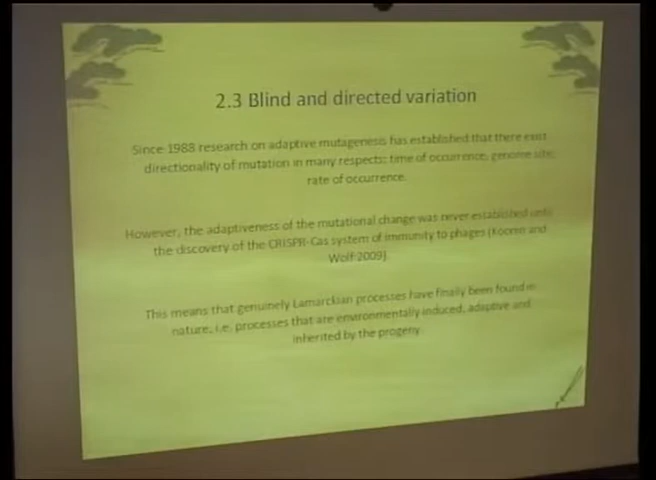 2.3 Blind and directed variation
Since 1988 research on adaptive mutagenesis has established that there exist
directionality of mutation in many respects: time of occurrence, genome site,
rate of occurrence.
However, the adaptiveness of the mutational change was never established until
the discovery of the CRISPR-Cas system of immunity to phages (Koonin and
Wolf 2009).
This means that genuinely Lamarckian processes have finally been found in
nature, i.e. processes that are environmentally induced, adaptive and
inherited by the progeny